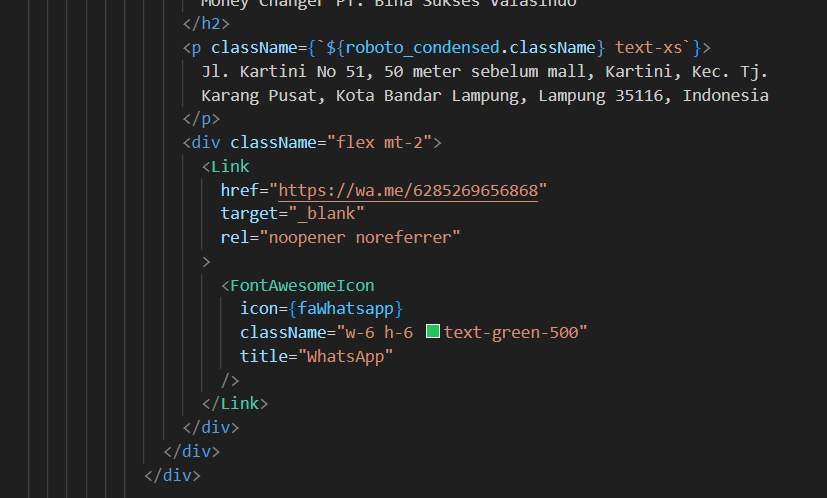 Money Changer PT. Bina Sukses Valasindo
</h2>
<p className={`${roboto_condensed.className} text-xs`}>
Jl. Kartini No 51, 50 meter sebelum mall, Kartini, Kec. Tj.
Karang Pusat, Kota Bandar Lampung, Lampung 35116, Indonesia
</p>
<div className="flex mt-2">
<Link
href="https://wa.me/6285269656868"
target="_blank"
rel="noopener noreferrer"
>
<FontAwesomeIcon
icon={faWhatsapp}
className="w-6 h-6 text-green-500"
title="WhatsApp"
/>
</Link>
</div>
</div>
</div>